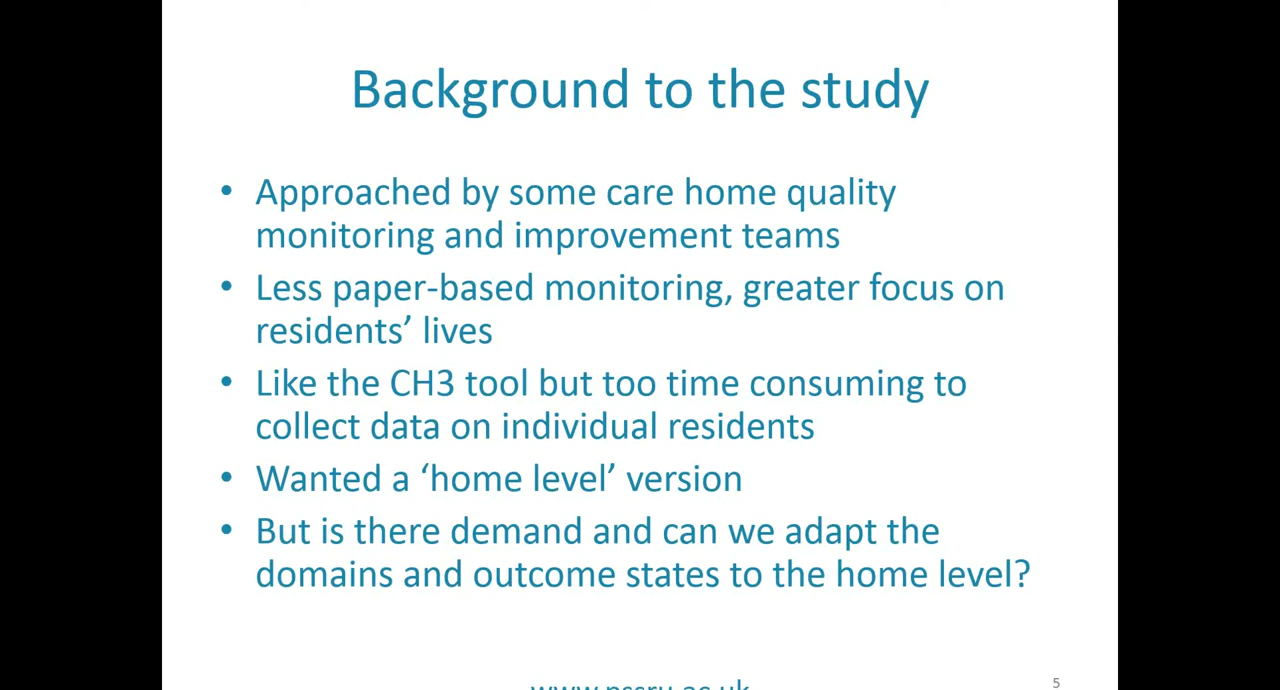 Background to the study
• Approached by some care home quality
monitoring and improvement teams
• Less paper-based monitoring, greater focus on
residents’ lives
• Like the CH3 tool but too time consuming to
collect data on individual residents
• Wanted a ‘home level’ version
• But is there demand and can we adapt the
domains and outcome states to the home level?
www.pssru.ac.uk
5